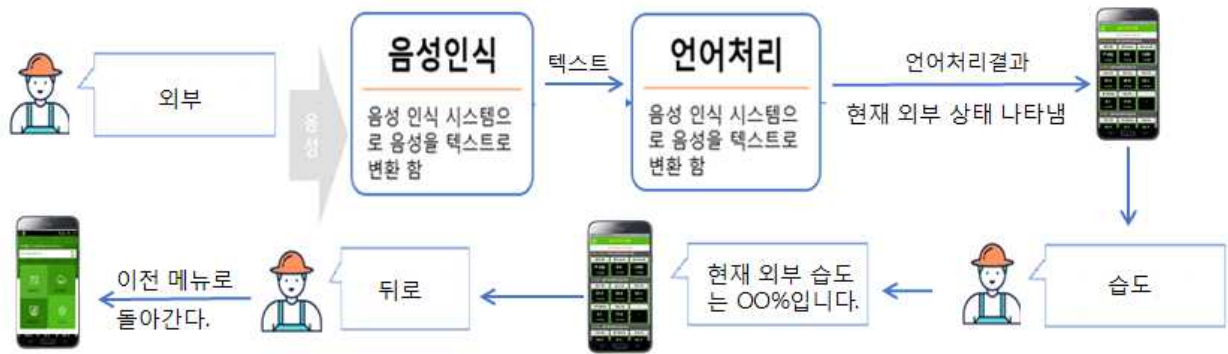 외부
음성
음성인식
음성 인식 시스템으
로 음성을 텍스트로
변환 함
텍스트
언어처리
음성 인식 시스템으
로 음성을 텍스트로
변환 함
언어처리결과
현재 외부 상태 나타냄
습도
현재 외부 습도
는 OO%입니다.
뒤로
이전 메뉴로
돌아간다.